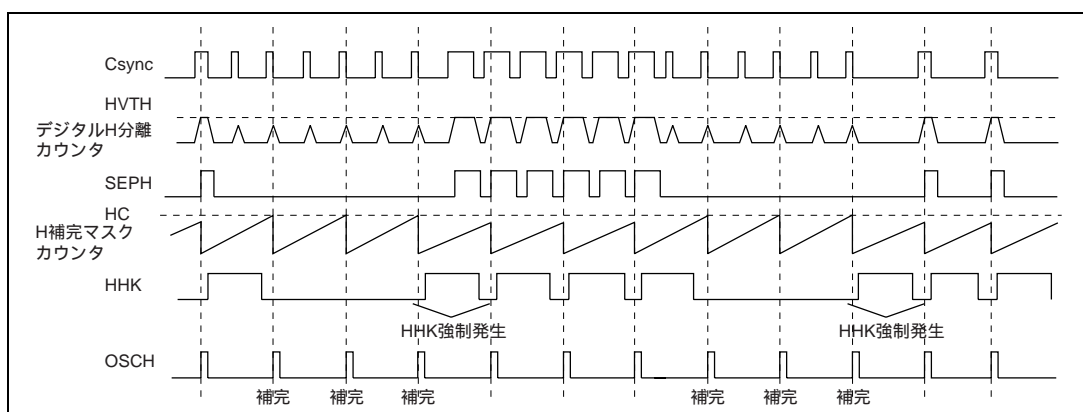 Csync
HVTH
デジタルH分離
カウンタ
SEPH
HC
H補完マスク
カウンタ
HHK
HHK強制発生
HHK強制発生
OSCH
補完
補完
補完
補完
補完
補完